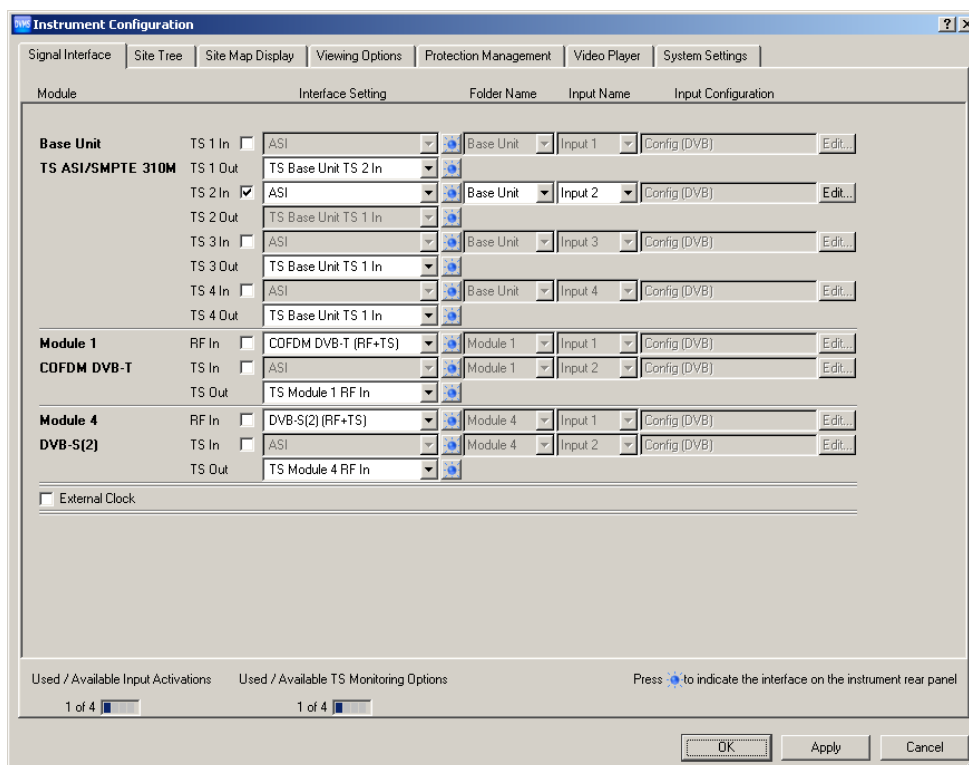 DVMS Instrument Configuration
Signal Interface Site Tree Site Map Display Viewing Options Protection Management Video Player System Settings
Module Interface Setting Folder Name Input Name Input Configuration
Base Unit TS 1 In ASI Base Unit Input 1 Config (DVB) Edit...
TS ASI/SMPTE 310M TS 1 Out TS Base Unit TS 2 In
TS 2 In ASI Base Unit Input 2 Config (DVB) Edit...
TS 2 Out TS Base Unit TS 1 In
TS 3 In ASI Base Unit Input 3 Config (DVB) Edit...
TS 3 Out TS Base Unit TS 1 In
TS 4 In ASI Base Unit Input 4 Config (DVB) Edit...
TS 4 Out TS Base Unit TS 1 In
Module 1 RF In COFDM DVB-T (RF+TS) Module 1 Input 1 Config (DVB) Edit...
COFDM DVB-T TS In ASI Module 1 Input 2 Config (DVB) Edit...
TS Out TS Module 1 RF In
Module 4 RF In DVB-S(2) (RF+TS) Module 4 Input 1 Config (DVB) Edit...
DVB-S(2) TS In ASI Module 4 Input 2 Config (DVB) Edit...
TS Out TS Module 4 RF In
External Clock
Used / Available Input Activations Used / Available TS Monitoring Options Press to indicate the interface on the instrument rear panel
1 of 4 1 of 4
OK Apply Cancel